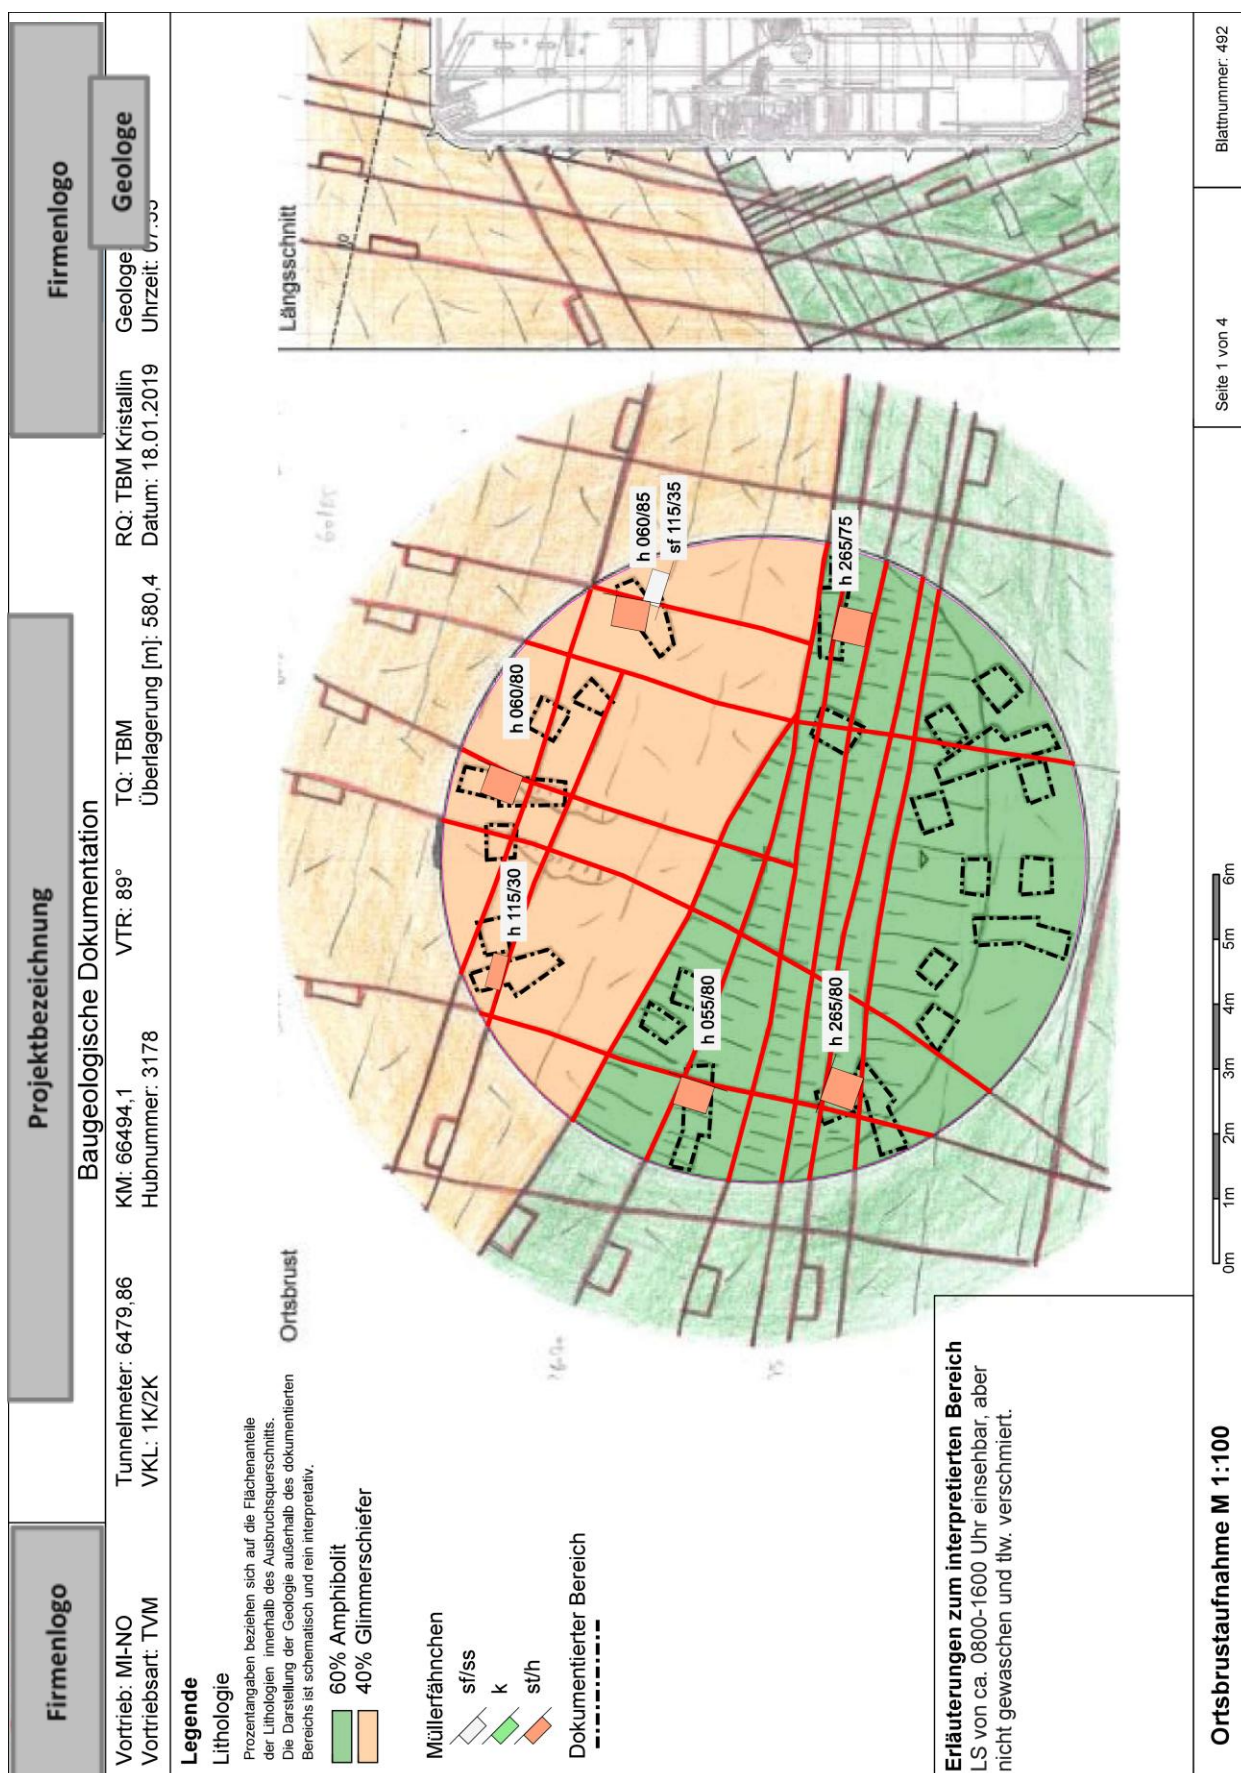 Firmenlogo
Projektbezeichnung
Firmenlogo
Geologe
Baugeologische Dokumentation
Vortrieb: MI-NO
Tunnelmeter: 6479,86
KM: 66494,1
VTR: 89°
TQ: TBM
RQ: TBM Kristallin
Geologe
Vortriebsart: TVM
VKL: 1K/2K
Hubnummer: 3178
Überlagerung [m]: 580,4
Datum: 18.01.2019
Uhrzeit:
Legende
Lithologie
Prozentangaben beziehen sich auf die Flächenanteile
der Lithologien innerhalb des Ausbruchsquerschnitts.
Die Darstellung der Geologie außerhalb des dokumentierten
Bereichs ist schematisch und rein interpretativ.
60% Amphibolit
40% Glimmerschiefer
Müllerfähnchen
sf/ss
k
st/h
Dokumentierter Bereich
Ortsbrust
Längsschnitt
h 060/80
h 060/85
sf 115/35
h 115/30
h 265/75
h 055/80
h 265/80
Erläuterungen zum interpretierten Bereich
LS von ca. 0800-1600 Uhr einsehbar, aber
nicht gewaschen und tlw. verschmiert.
0m 1m 2m 3m 4m 5m 6m
Ortsbrustaufnahme M 1:100
Seite 1 von 4
Blattnummer: 492